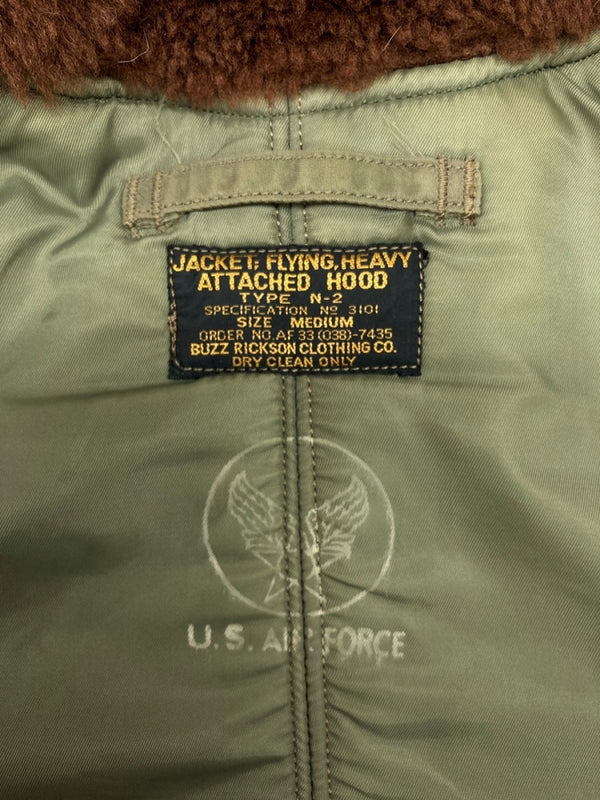 JACKET, FLYING, HEAVY
ATTACHED HOOD
TYPE N-2
SPECIFICATION Nº 3101
SIZE MEDIUM
ORDER NO. AF 33 (038)-7435
BUZZ RICKSON CLOTHING CO.
DRY CLEAN ONLY
U.S. AIR FORCE